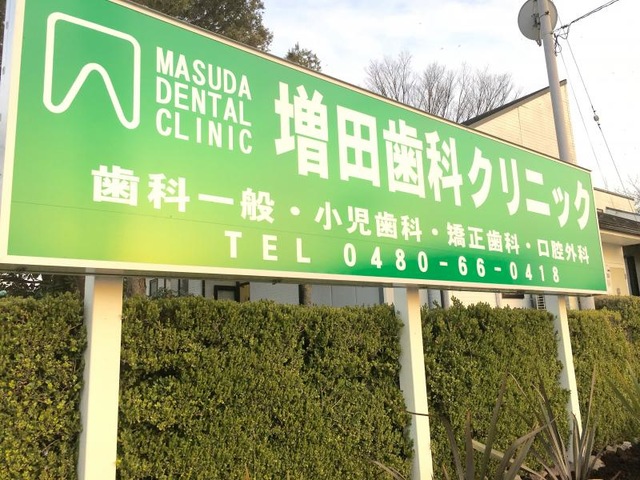 MASUDA
DENTAL
CLINIC
増田歯科クリニック
歯科一般・小児歯科・矯正歯科・口腔外科
TEL 0480-66-0418